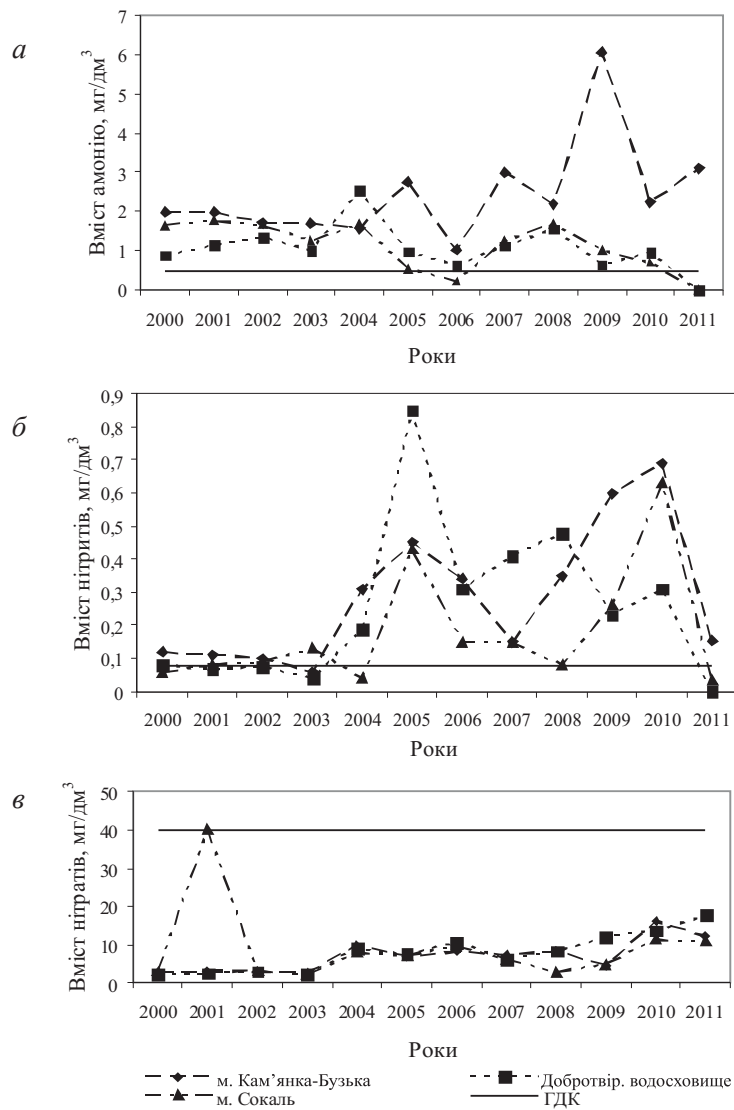 а
Вміст амонію, мг/дм³
7
6
5
4
3
2
1
0
2000 2001 2002 2003 2004 2005 2006 2007 2008 2009 2010 2011
Роки
б
Вміст нітритів, мг/дм³
0,9
0,8
0,7
0,6
0,5
0,4
0,3
0,2
0,1
0
2000 2001 2002 2003 2004 2005 2006 2007 2008 2009 2010 2011
Роки
в
Вміст нітратів, мг/дм³
50
40
30
20
10
0
2000 2001 2002 2003 2004 2005 2006 2007 2008 2009 2010 2011
Роки
м. Кам'янка-Бузька Добротвір. водосховище
м. Сокаль ГДК